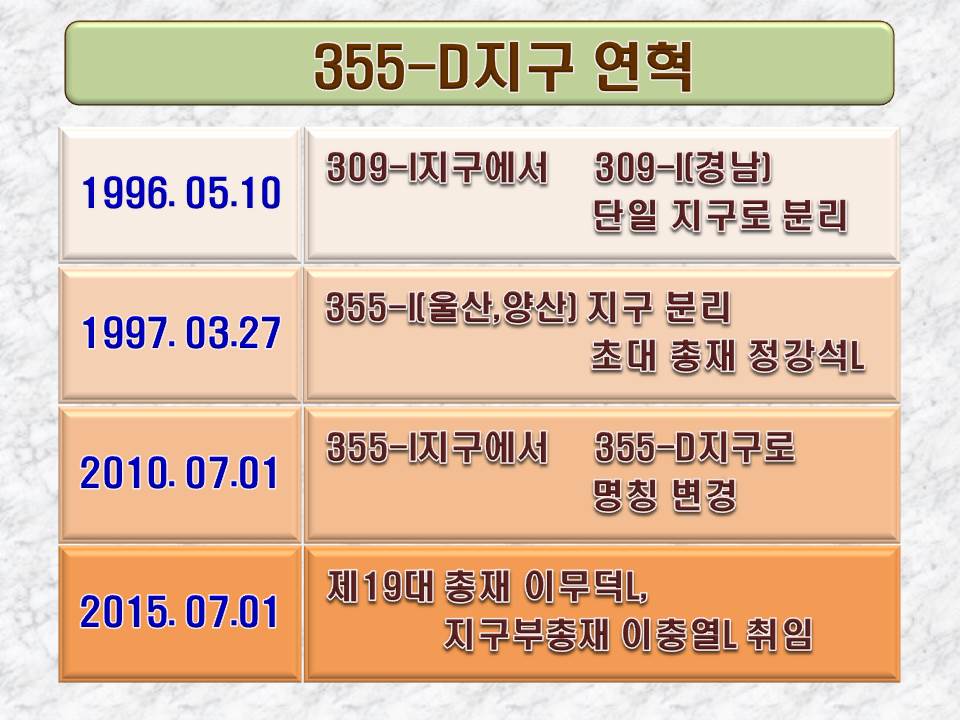 355-D지구 연혁
1996. 05.10
309-I지구에서 309-I(경남)
단일 지구로 분리
1997. 03.27
355-I(울산,양산) 지구 분리
초대 총재 정강석L
2010. 07.01
355-I지구에서 355-D지구로
명칭 변경
2015. 07.01
제19대 총재 이무덕L,
지구부총재 이충열L 취임